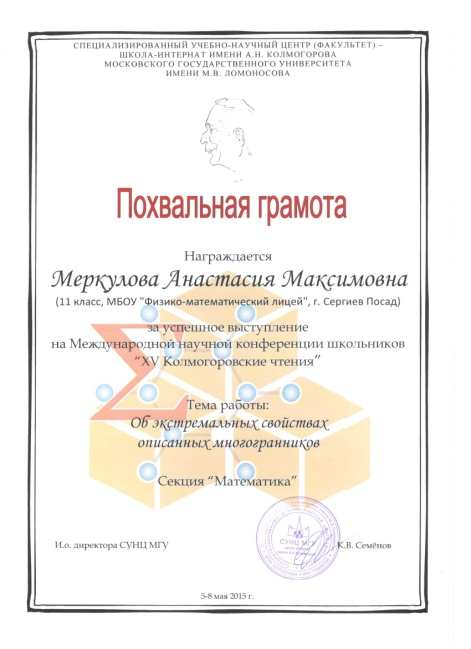 СПЕЦИАЛИЗИРОВАННЫЙ УЧЕБНО-НАУЧНЫЙ ЦЕНТР (ФАКУЛЬТЕТ) –
ШКОЛА-ИНТЕРНАТ ИМЕНИ А.Н. КОЛМОГОРОВА
МОСКОВСКОГО ГОСУДАРСТВЕННОГО УНИВЕРСИТЕТА
ИМЕНИ М.В. ЛОМОНОСОВА
Похвальная грамота
Награждается
Меркулова Анастасия Максимовна
(11 класс, МБОУ "Физико-математический лицей", г. Сергиев Посад)
за успешное выступление
на Международной научной конференции школьников
“XV Колмогоровские чтения”
Тема работы:
Об экстремальных свойствах
описанных многогранников
Секция “Математика”
СУНЦ МГУ
И.о. директора СУНЦ МГУ К.В. Семёнов
5-8 мая 2015 г.